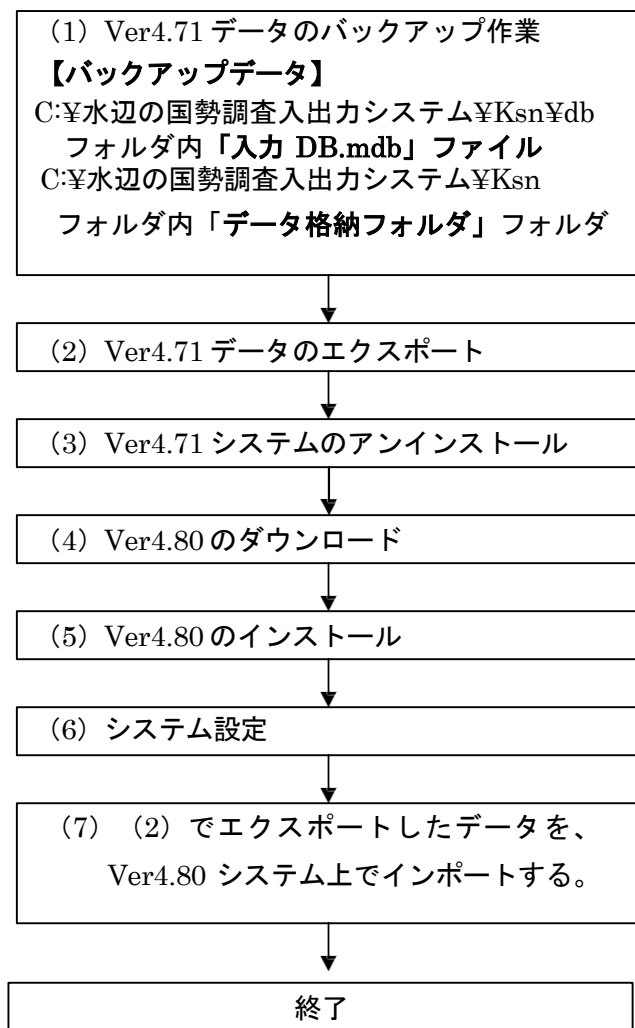 （1）Ver4.71 データのバックアップ作業
【バックアップデータ】
C:¥水辺の国勢調査入出力システム¥Ksn¥db
フォルダ内「入力 DB.mdb」ファイル
C:¥水辺の国勢調査入出力システム¥Ksn
フォルダ内「データ格納フォルダ」フォルダ
（2）Ver4.71 データのエクスポート
（3）Ver4.71 システムのアンインストール
（4）Ver4.80 のダウンロード
（5）Ver4.80 のインストール
（6）システム設定
（7）（2）でエクスポートしたデータを、
Ver4.80 システム上でインポートする。
終了